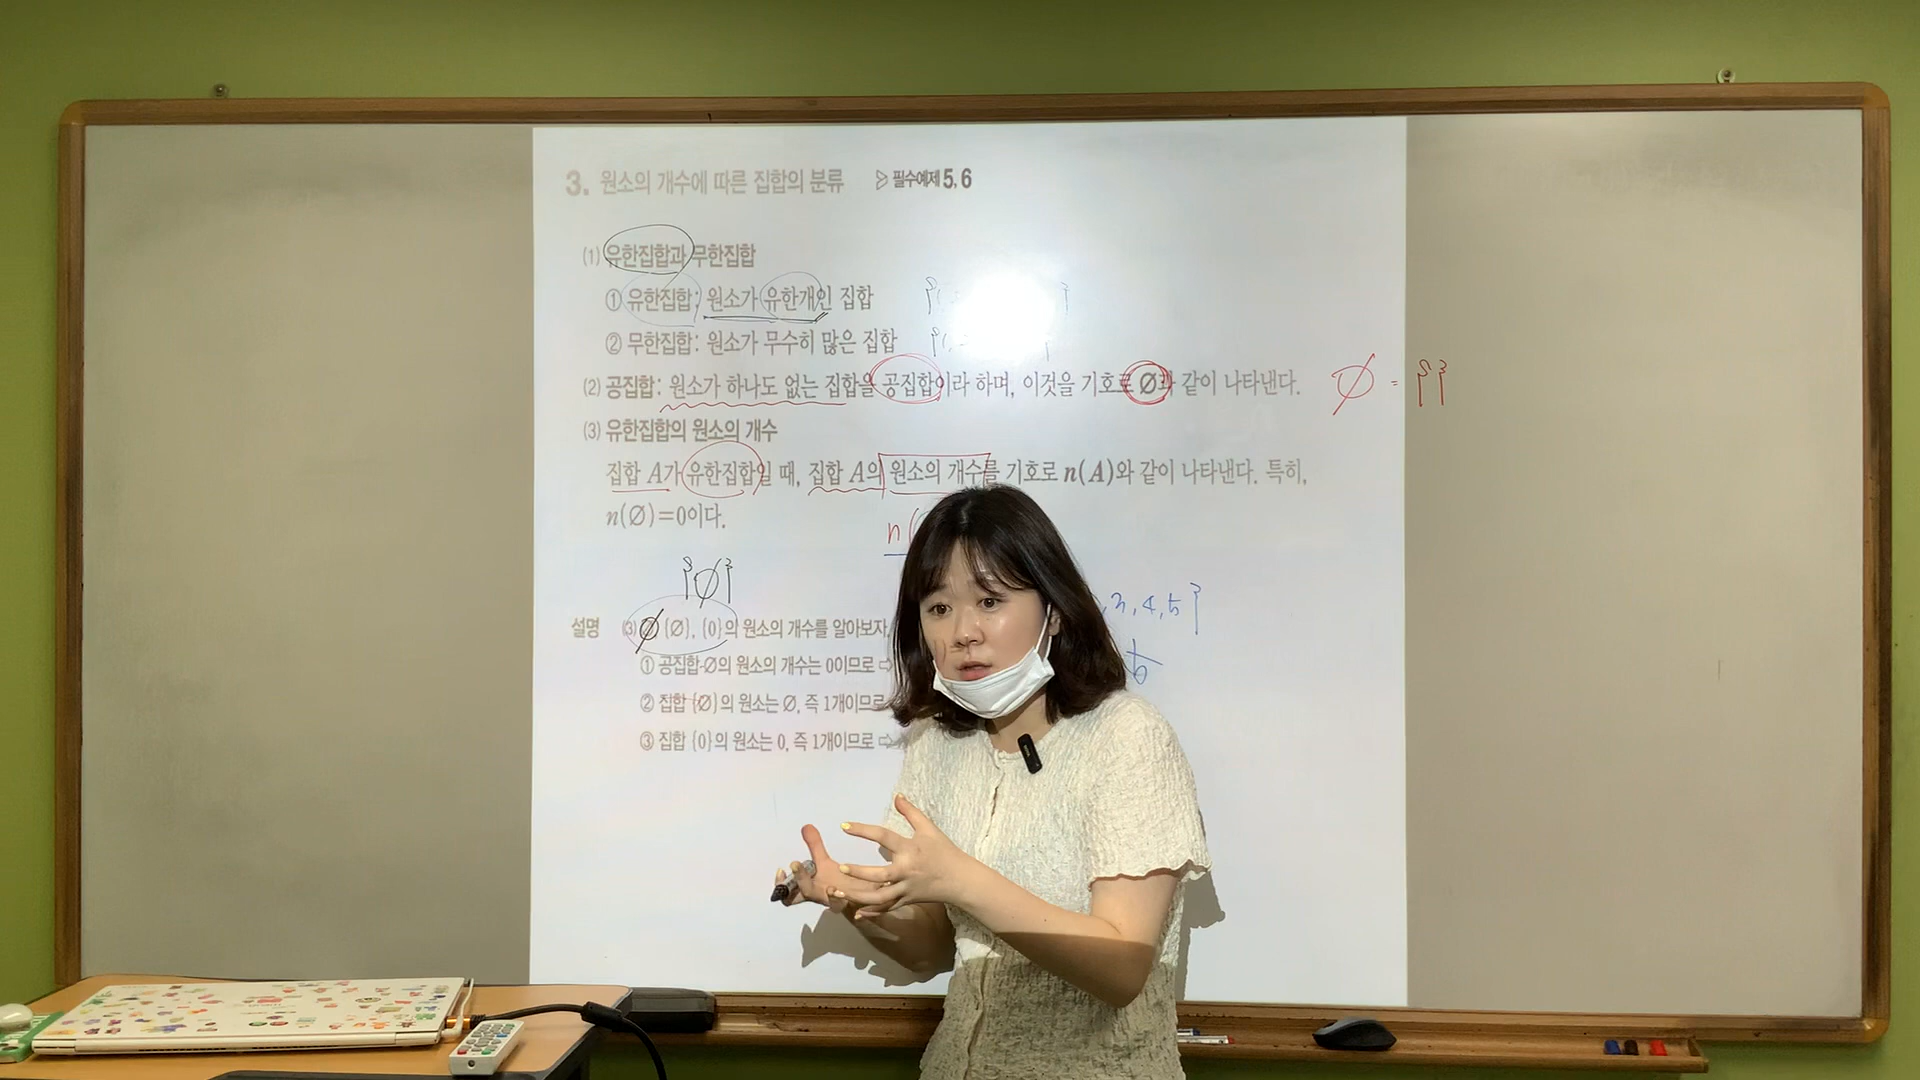 3. 원소의 개수에 따른 집합의 분류 ▷ 필수예제 5, 6
(1) 유한집합과 무한집합
① 유한집합: 원소가 유한개인 집합
② 무한집합: 원소가 무수히 많은 집합
(2) 공집합: 원소가 하나도 없는 집합을 공집합이라 하며, 이것을 기호로 ∅과 같이 나타낸다. ∅ = { }
(3) 유한집합의 원소의 개수
집합 A가 유한집합일 때, 집합 A의 원소의 개수를 기호로 n(A)와 같이 나타낸다. 특히,
n(∅)=0이다.
n(
{∅}
, 3, 4, 5}
설명 (3) ∅, {∅}, {0}의 원소의 개수를 알아보자.
① 공집합 ∅의 원소의 개수는 0이므로 ⇨
② 집합 {∅}의 원소는 ∅, 즉 1개이므로
③ 집합 {0}의 원소는 0, 즉 1개이므로 ⇨